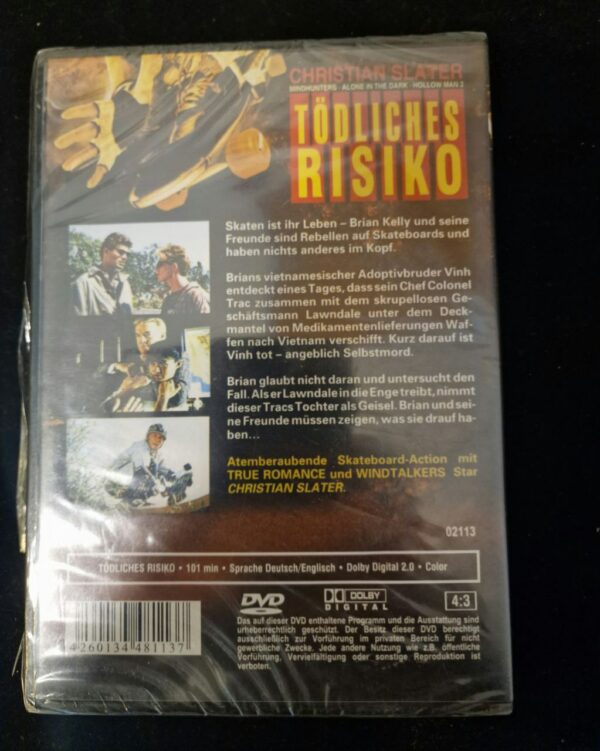 CHRISTIAN SLATER
MINDHUNTERS · ALONE IN THE DARK · HOLLOW MAN 2
TÖDLICHES
RISIKO
Skaten ist ihr Leben – Brian Kelly und seine
Freunde sind Rebellen auf Skateboards und
haben nichts anderes im Kopf.
Brians vietnamesischer Adoptivbruder Vinh
entdeckt eines Tages, dass sein Chef Colonel
Trac zusammen mit dem skrupellosen Ge-
schäftsmann Lawndale unter dem Deck-
mantel von Medikamentenlieferungen Waf-
fen nach Vietnam verschifft. Kurz darauf ist
Vinh tot – angeblich Selbstmord.
Brian glaubt nicht daran und untersucht den
Fall. Als er Lawndale in die Enge treibt, nimmt
dieser Tracs Tochter als Geisel. Brian und sei-
ne Freunde müssen zeigen, was sie drauf ha-
ben...
Atemberaubende Skateboard-Action mit
TRUE ROMANCE und WINDTALKERS Star
CHRISTIAN SLATER.
02113
TÖDLICHES RISIKO • 101 min • Sprache Deutsch/Englisch • Dolby Digital 2.0 • Color
DVD
DOLBY
DIGITAL
4:3
4260134 481137
Das auf dieser DVD enthaltene Programm und die Ausstattung sind
urheberrechtlich geschützt. Der Besitz dieser DVD berechtigt
ausschließlich zur Vorführung im privaten Bereich für nicht
gewerbliche Zwecke. Jede andere Nutzung wie z.B. öffentliche
Vorführung, Vervielfältigung oder sonstige Reproduktion ist
verboten.